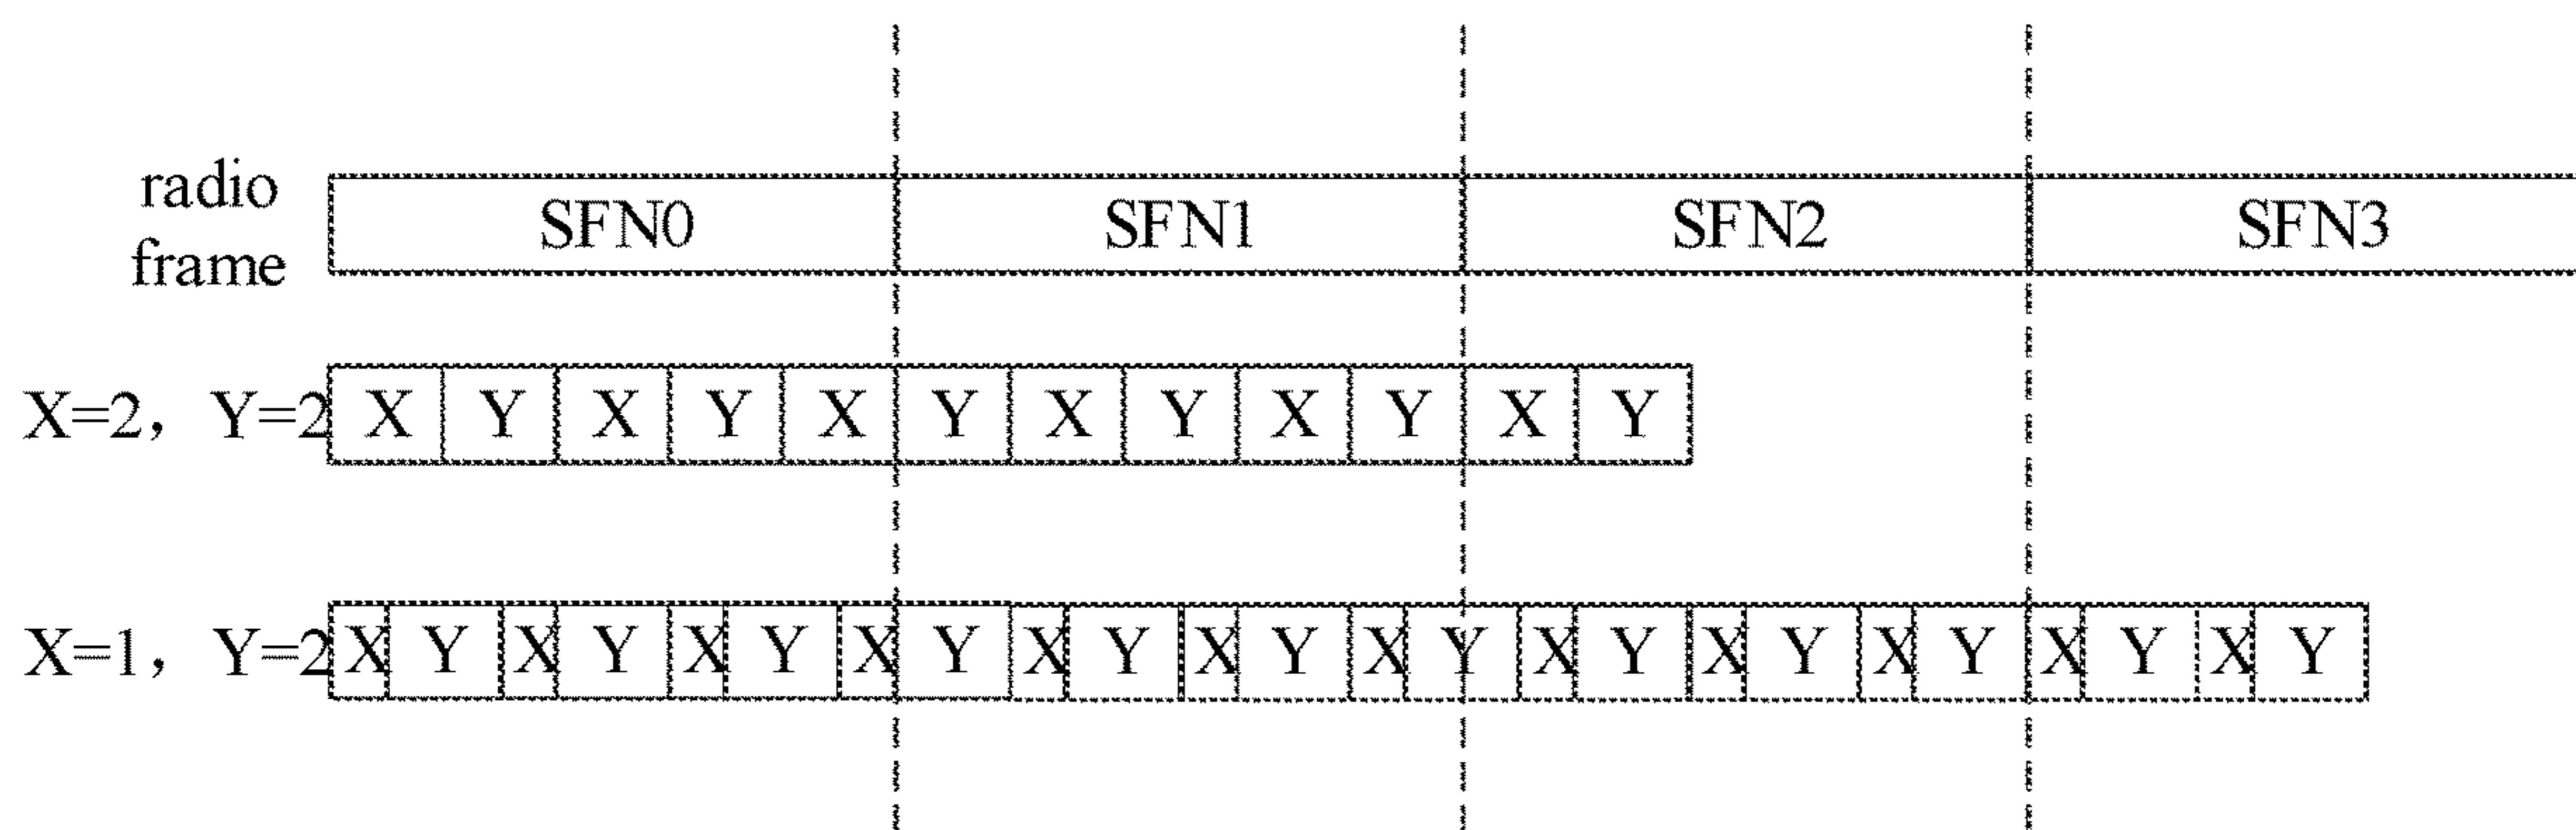 radio
frame
SFN0 SFN1 SFN2 SFN3
X=2, Y=2 X Y X Y X Y X Y X Y X Y
X=1, Y=2 X Y X Y X Y X Y X Y X Y X Y X Y X Y X Y X Y X Y